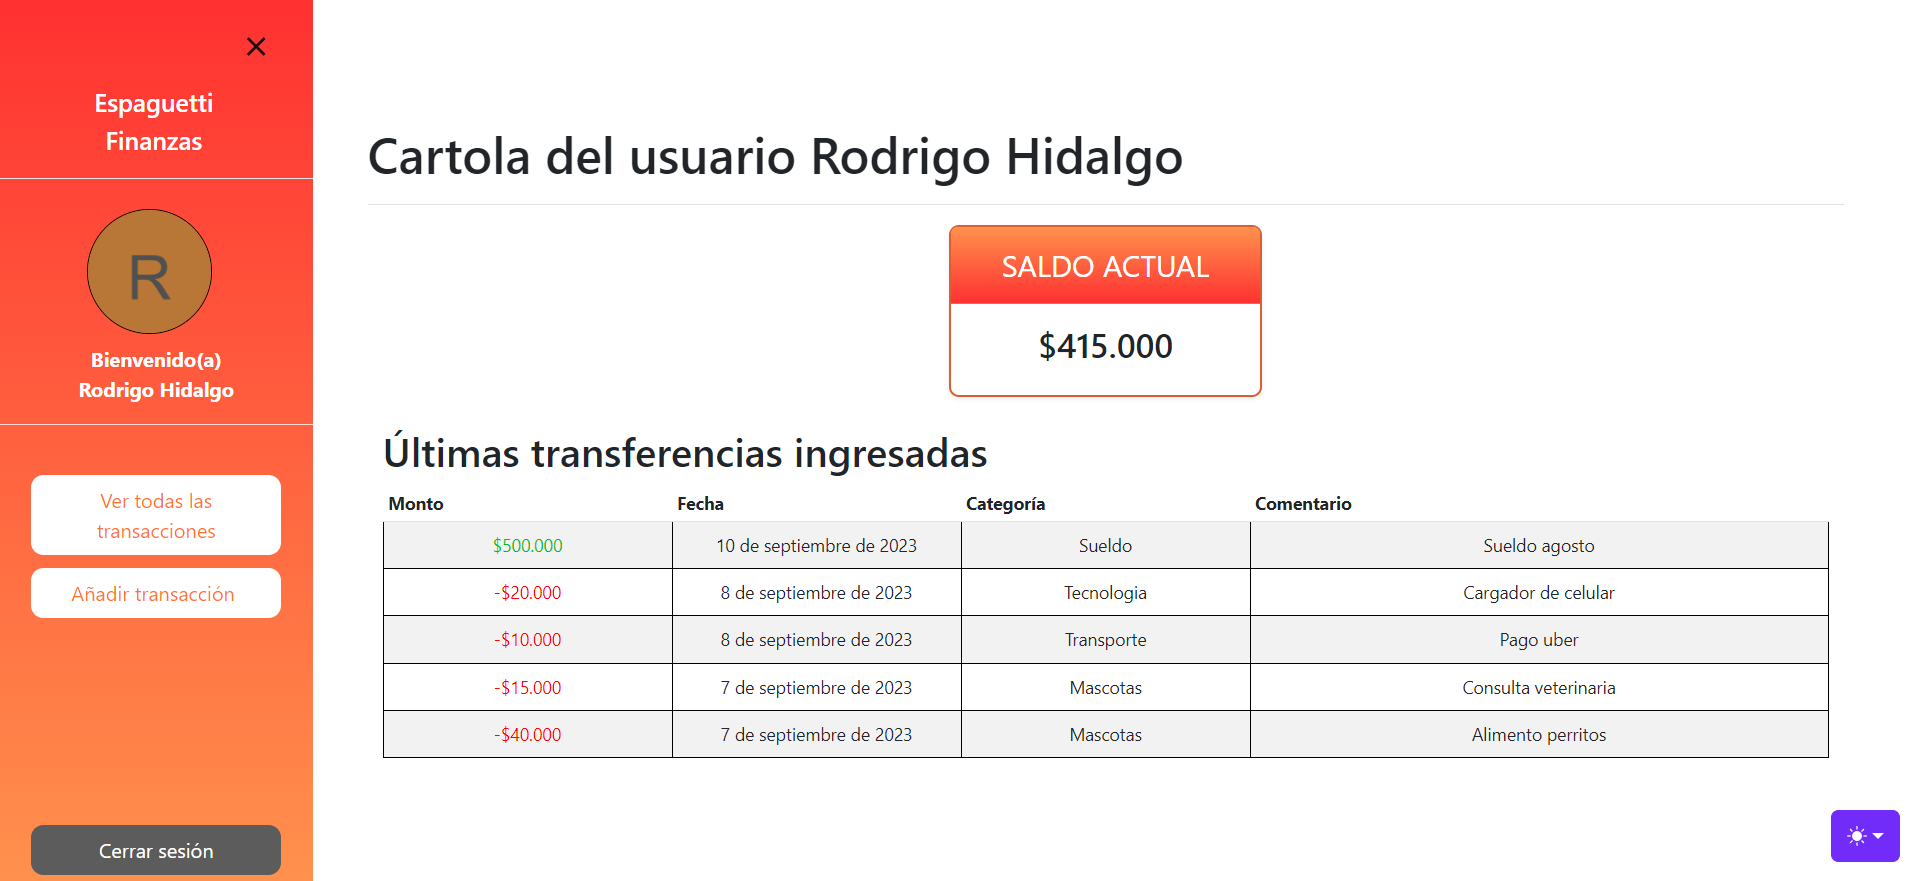 Espaguetti
Finanzas
R
Bienvenido(a)
Rodrigo Hidalgo
Ver todas las
transacciones
Añadir transacción
Cerrar sesión
Cartola del usuario Rodrigo Hidalgo
SALDO ACTUAL
$415.000
Últimas transferencias ingresadas
Monto Fecha Categoría Comentario
$500.000 10 de septiembre de 2023 Sueldo Sueldo agosto
-$20.000 8 de septiembre de 2023 Tecnologia Cargador de celular
-$10.000 8 de septiembre de 2023 Transporte Pago uber
-$15.000 7 de septiembre de 2023 Mascotas Consulta veterinaria
-$40.000 7 de septiembre de 2023 Mascotas Alimento perritos